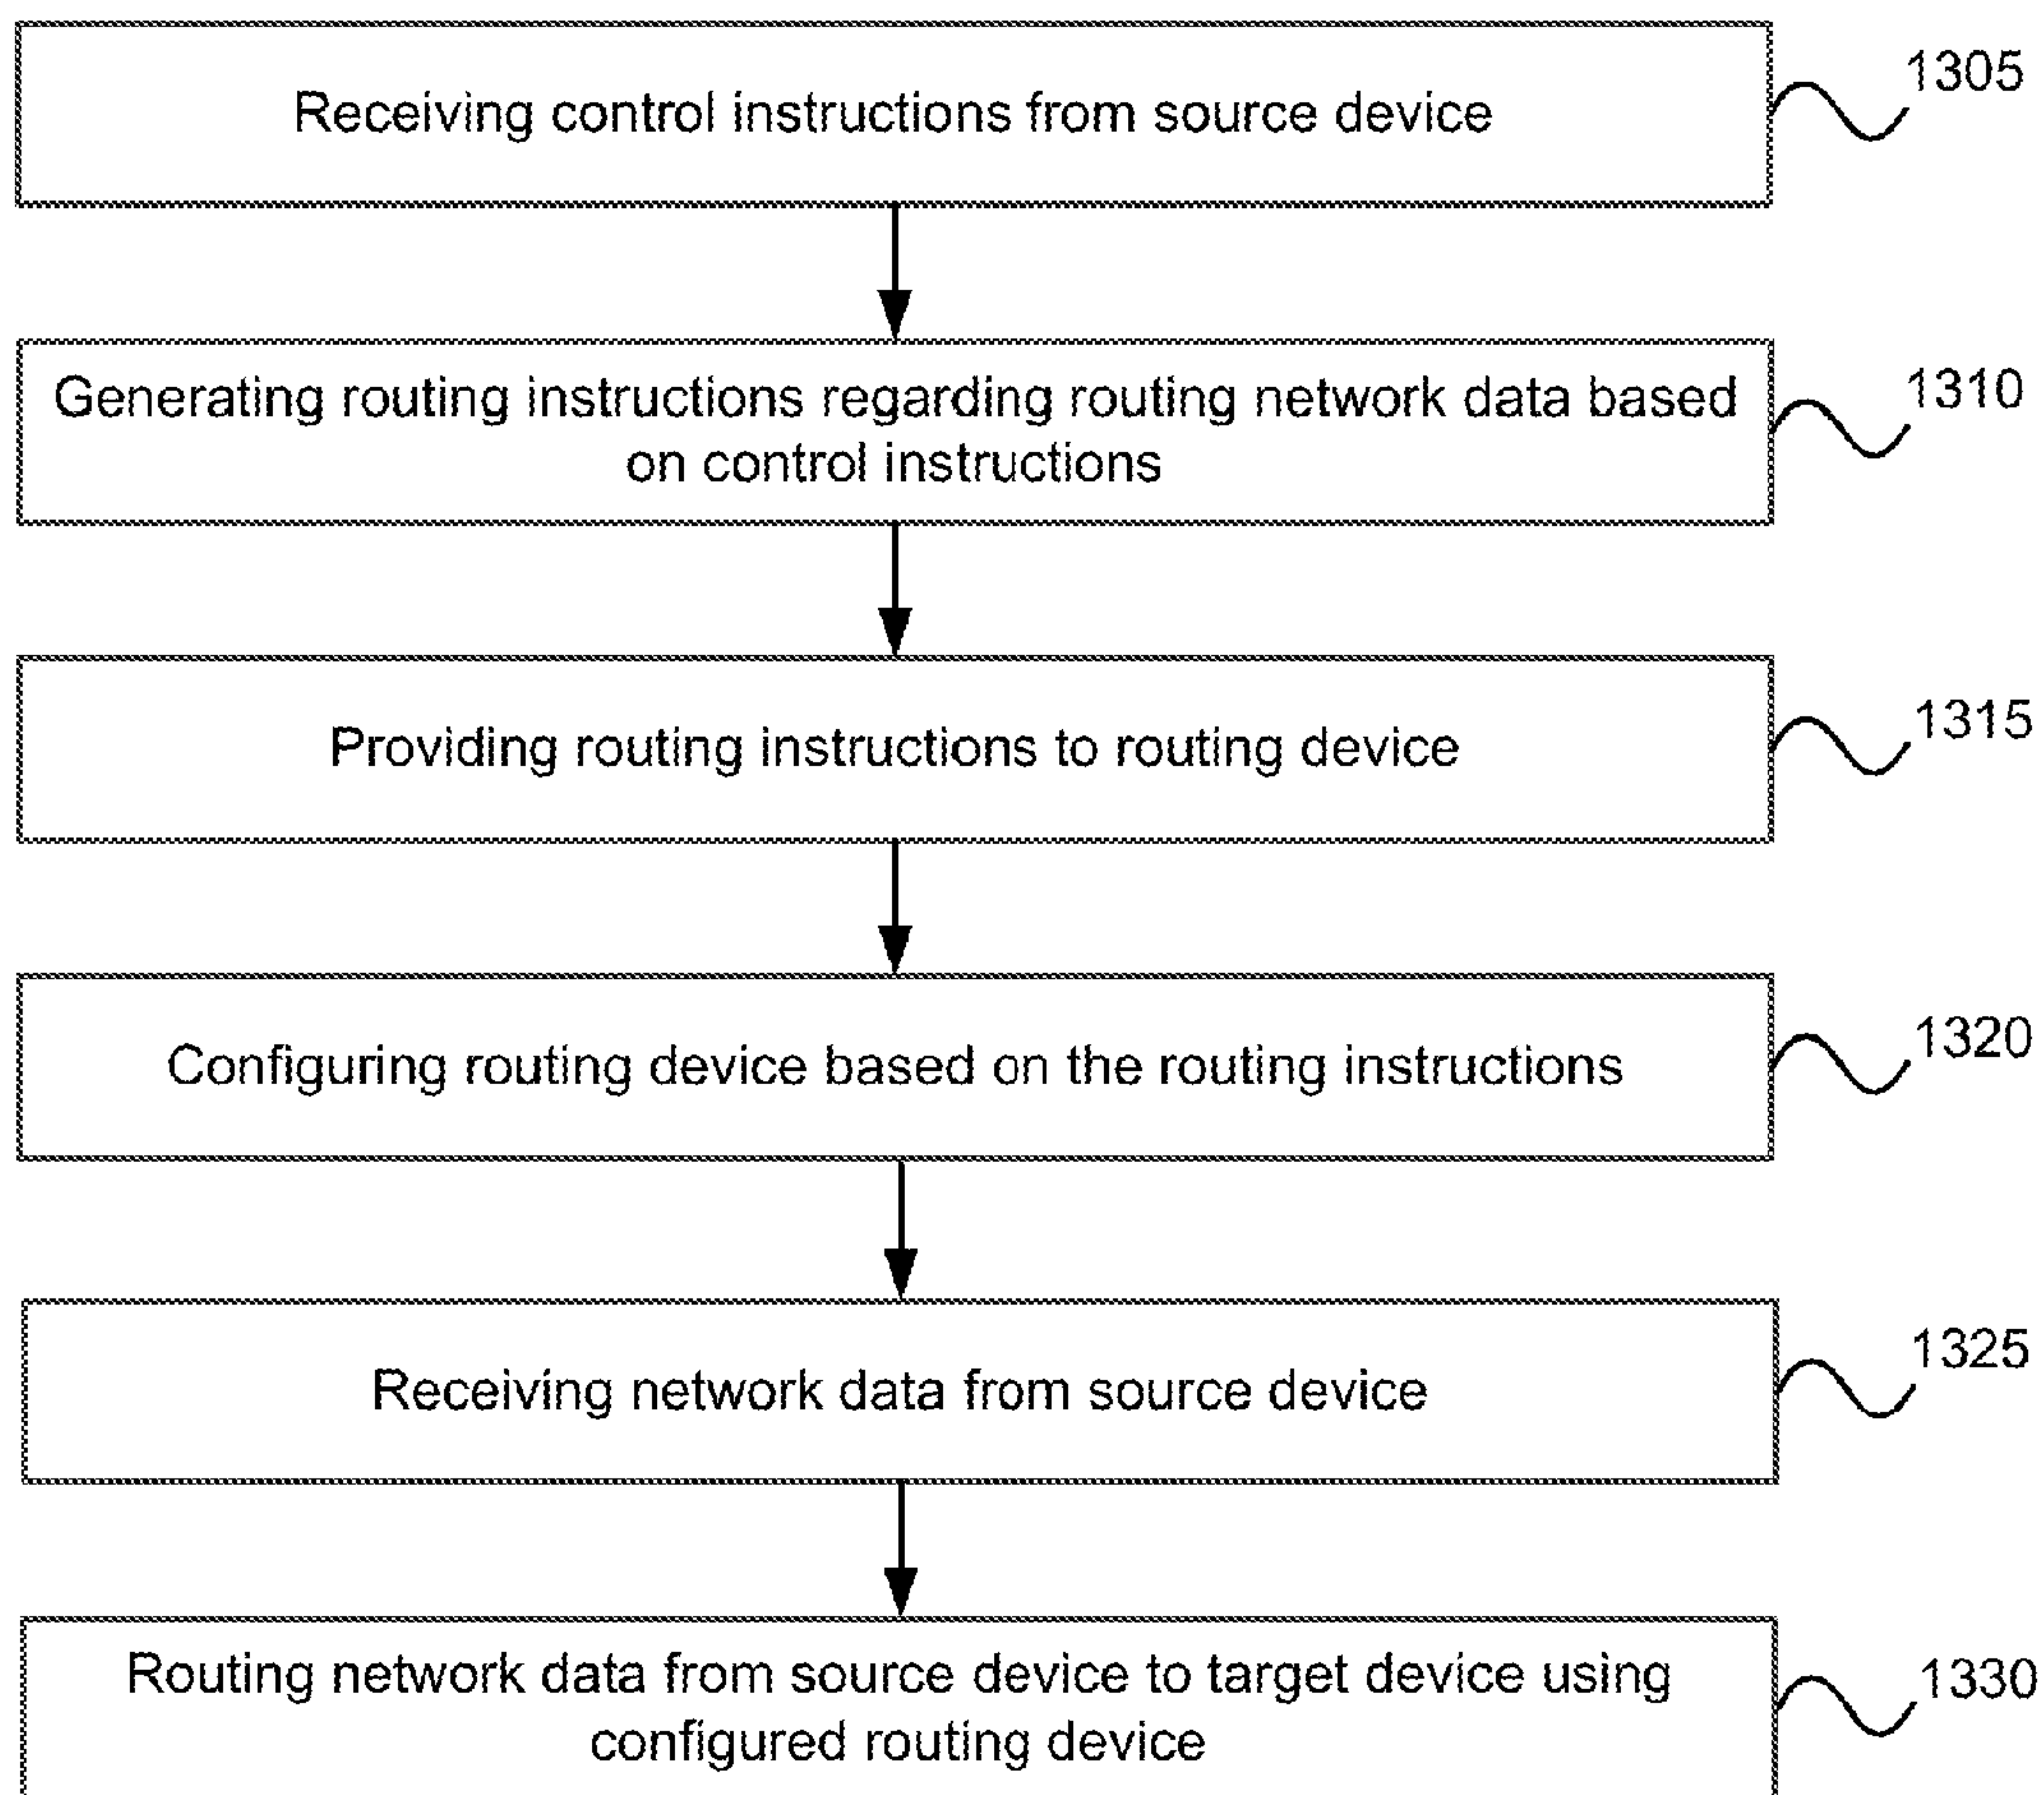 Receiving control instructions from source device
1305
Generating routing instructions regarding routing network data based
on control instructions
1310
Providing routing instructions to routing device
1315
Configuring routing device based on the routing instructions
1320
Receiving network data from source device
1325
Routing network data from source device to target device using
configured routing device
1330